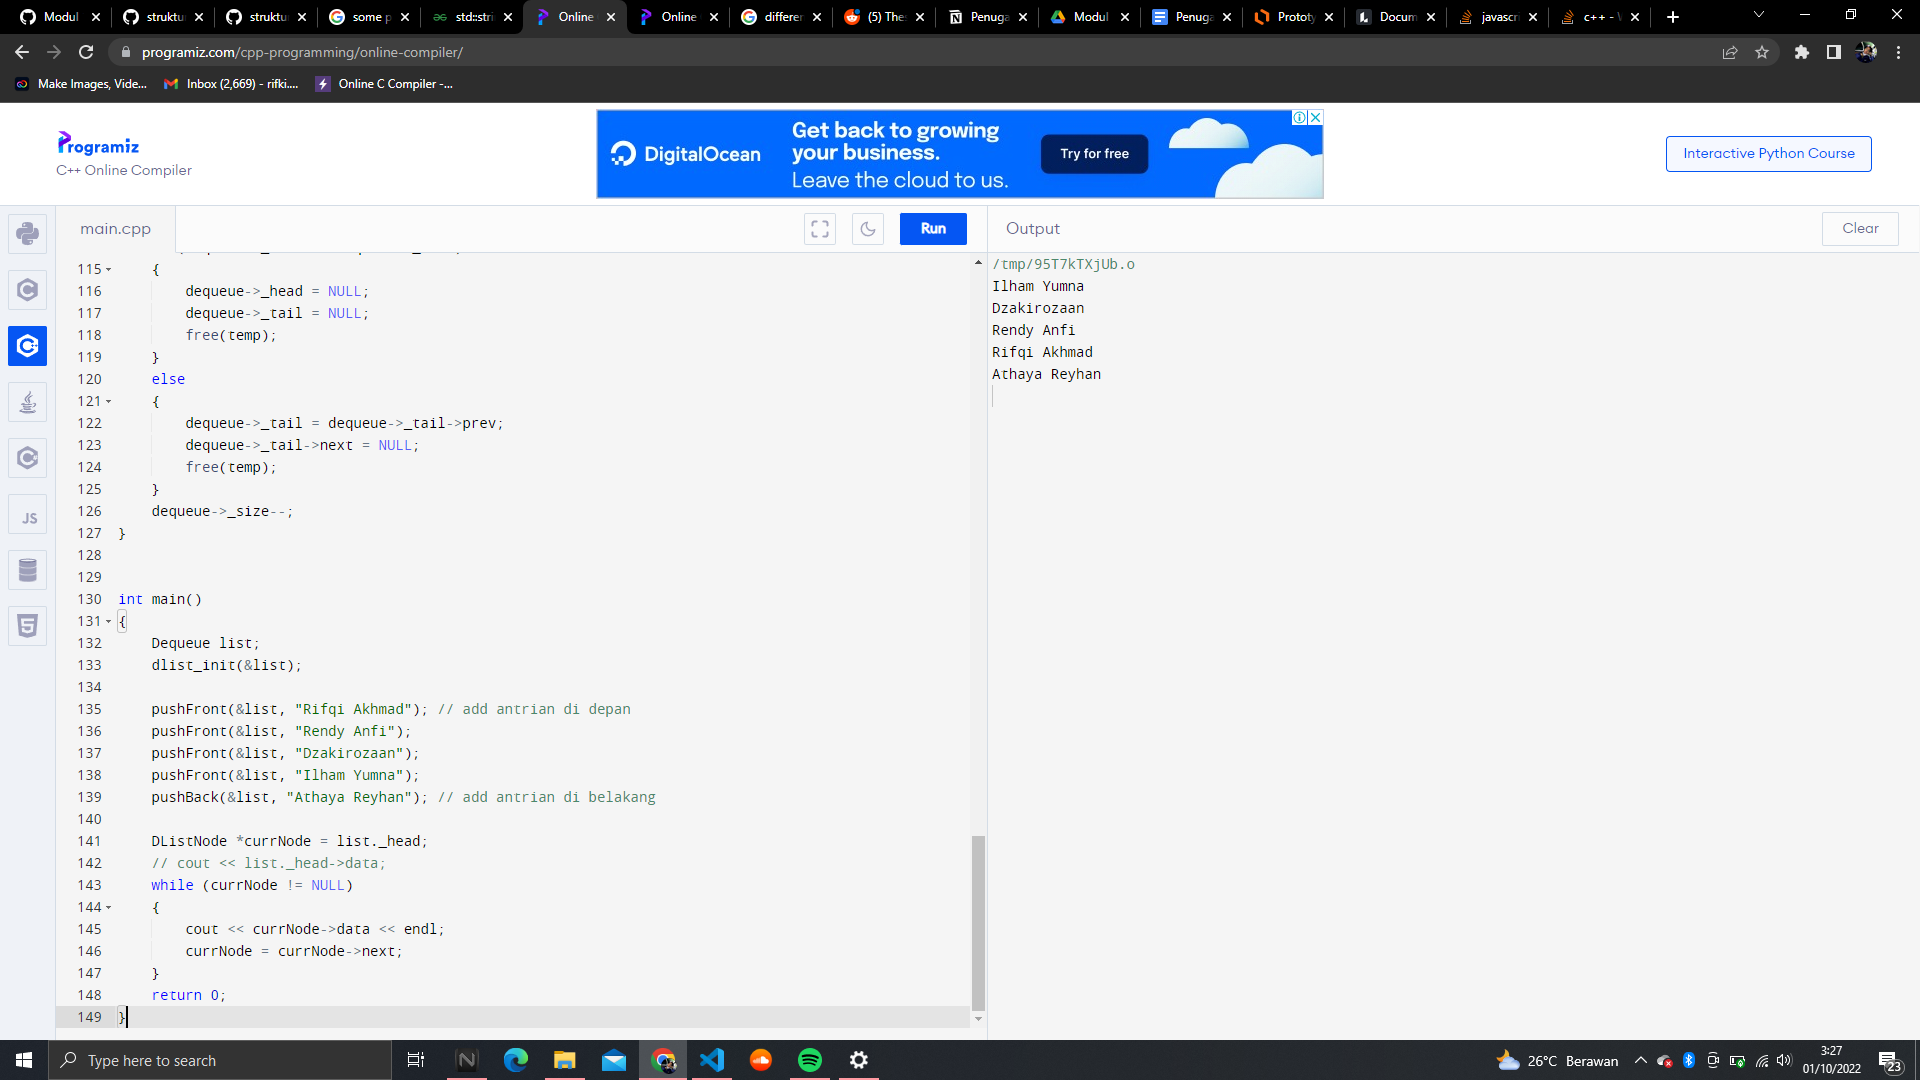 Modul
struktur
struktur
some p
std::stri
Online
Online
differen
(5) The
Penuga
Modul
Penuga
Prototy
Docum
javascri
c++ - V
programiz.com/cpp-programming/online-compiler/
Make Images, Vide...
Inbox (2,669) - rifki....
Online C Compiler -...
Programiz
C++ Online Compiler
DigitalOcean
Get back to growing
your business.
Leave the cloud to us.
Try for free
Interactive Python Course
main.cpp
Run
Output
Clear
115 {
116 dequeue->_head = NULL;
117 dequeue->_tail = NULL;
118 free(temp);
119 }
120 else
121 {
122 dequeue->_tail = dequeue->_tail->prev;
123 dequeue->_tail->next = NULL;
124 free(temp);
125 }
126 dequeue->_size--;
127 }
128
129
130 int main()
131 {
132 Dequeue list;
133 dlist_init(&list);
134
135 pushFront(&list, "Rifqi Akhmad"); // add antrian di depan
136 pushFront(&list, "Rendy Anfi");
137 pushFront(&list, "Dzakirozaan");
138 pushFront(&list, "Ilham Yumna");
139 pushBack(&list, "Athaya Reyhan"); // add antrian di belakang
140
141 DListNode *currNode = list._head;
142 // cout << list._head->data;
143 while (currNode != NULL)
144 {
145 cout << currNode->data << endl;
146 currNode = currNode->next;
147 }
148 return 0;
149 }
/tmp/95T7kTXjUb.o
Ilham Yumna
Dzakirozaan
Rendy Anfi
Rifqi Akhmad
Athaya Reyhan
JS
Type here to search
26°C Berawan
3:27
01/10/2022
23